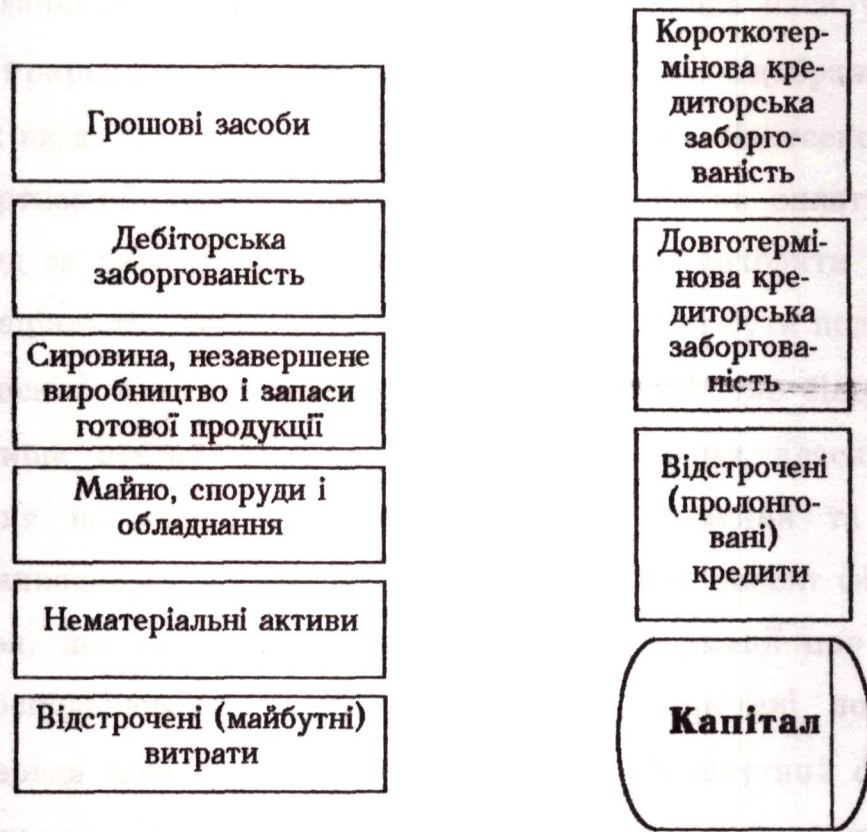 Грошові засоби
Дебіторська
заборгованість
Сировина, незавершене
виробництво і запаси
готової продукції
Майно, споруди і
обладнання
Нематеріальні активи
Відстрочені (майбутні)
витрати
Короткотер-
мінова кре-
диторська
заборго-
ваність
Довготермі-
нова кре-
диторська
заборгова-
ність
Відстрочені
(пролонго-
вані)
кредити
Капітал